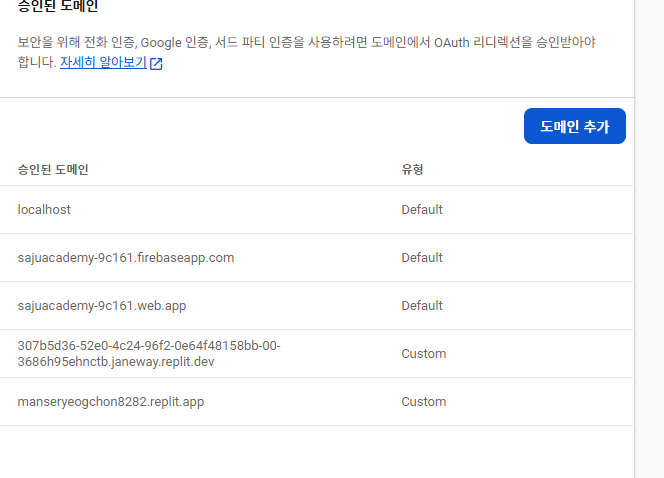 승인된 도메인
보안을 위해 전화 인증, Google 인증, 서드 파티 인증을 사용하려면 도메인에서 OAuth 리디렉션을 승인받아야
합니다. 자세히 알아보기
도메인 추가
승인된 도메인 유형
localhost Default
sajuacademy-9c161.firebaseapp.com Default
sajuacademy-9c161.web.app Default
307b5d36-52e0-4c24-96f2-0e64f48158bb-00-
3686h95ehnctb.janeway.replit.dev Custom
manseryeogchon8282.replit.app Custom